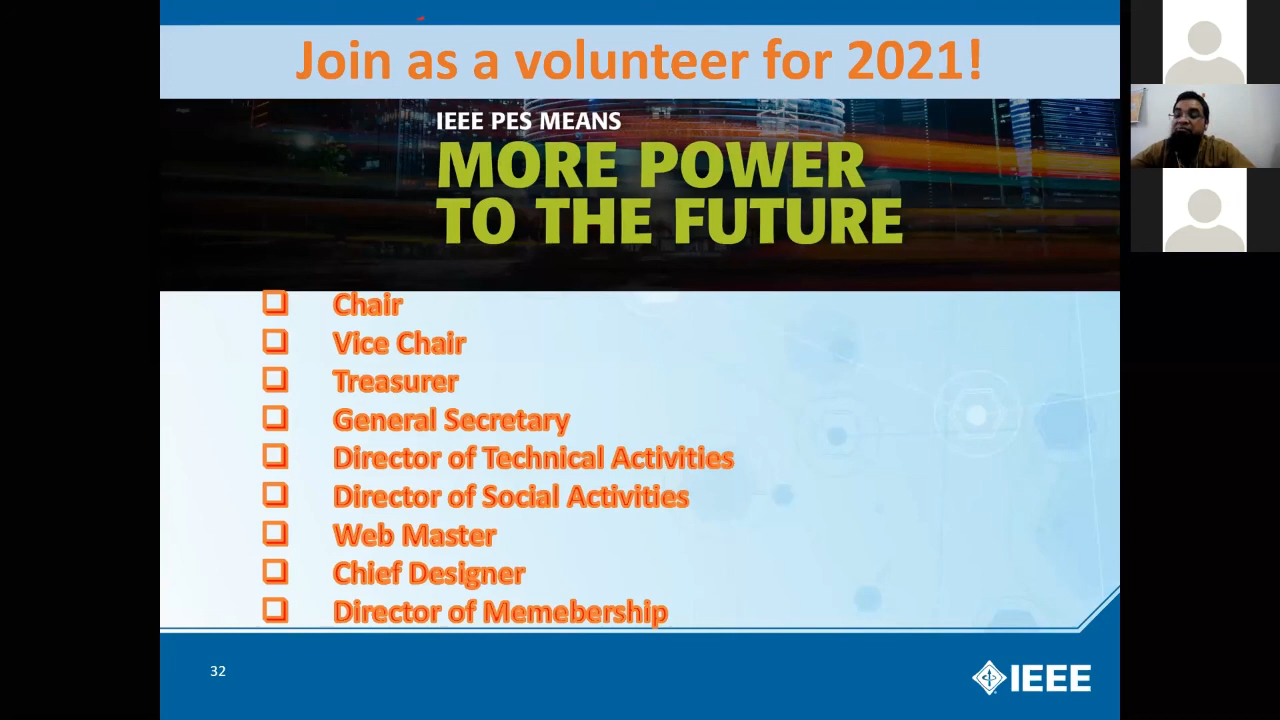 Join as a volunteer for 2021!
IEEE PES MEANS
MORE POWER
TO THE FUTURE
Chair
Vice Chair
Treasurer
General Secretary
Director of Technical Activities
Director of Social Activities
Web Master
Chief Designer
Director of Memebership
32
IEEE